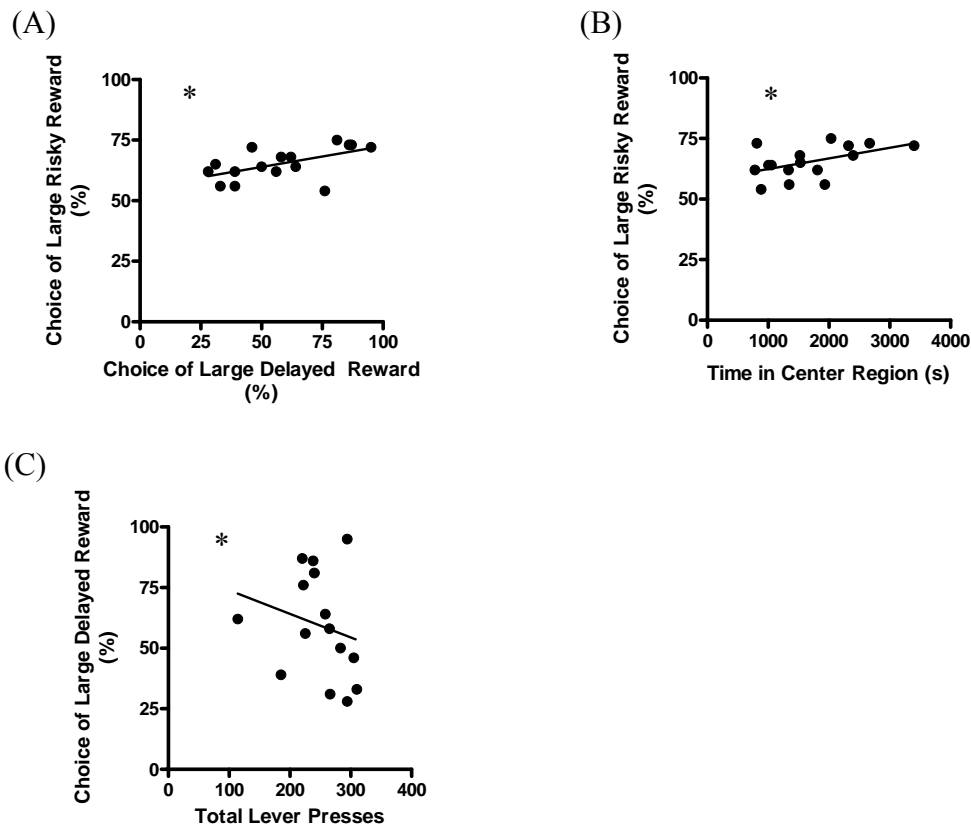 (A)
Choice of Large Risky Reward
(%)
100
75
50
25
0
*
0 25 50 75 100
Choice of Large Delayed Reward
(%)
(B)
Choice of Large Risky Reward
(%)
100
75
50
25
0
*
0 1000 2000 3000 4000
Time in Center Region (s)
(C)
Choice of Large Delayed Reward
(%)
100
75
50
25
0
*
0 100 200 300 400
Total Lever Presses